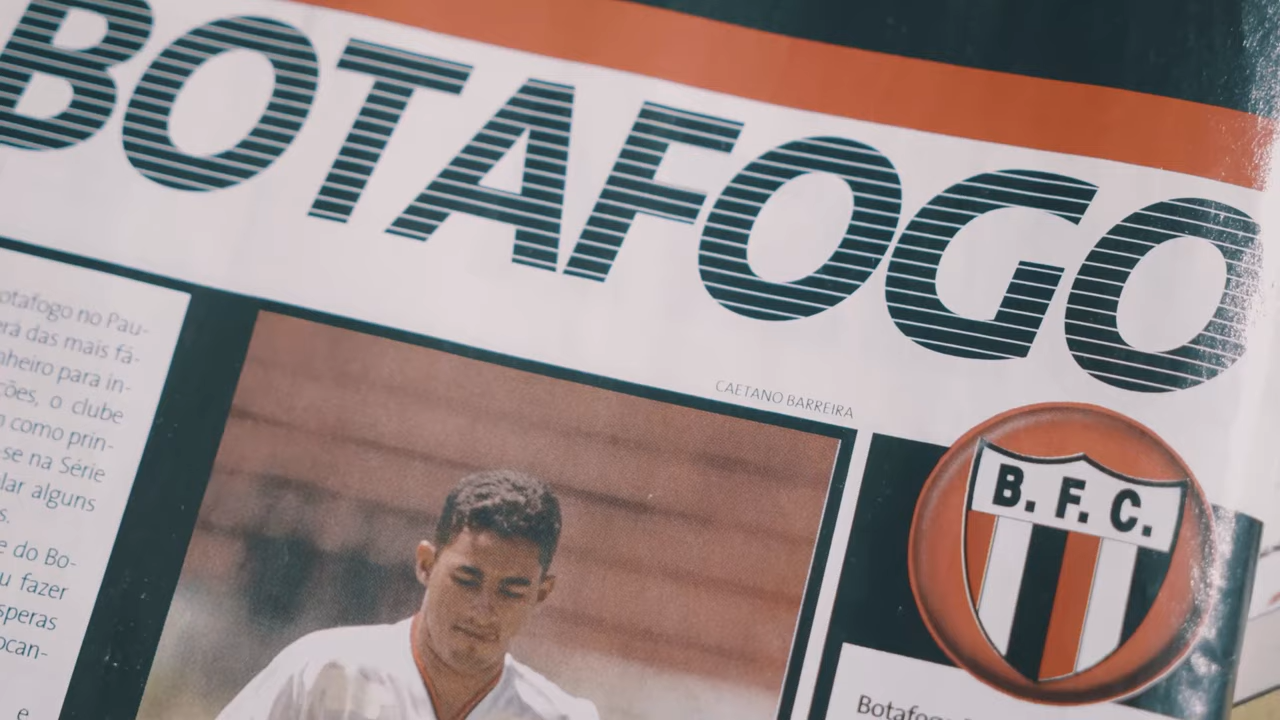 BOTAFOGO
CAETANO BARREIRA
B. F. C.
otafogo no Pau-
erá das mais fá-
nheiro para in-
ções, o clube
como prin-
-se na Série
lar alguns
s.
e do Bo-
u fazer
speras
ocan-
e
Botafogo